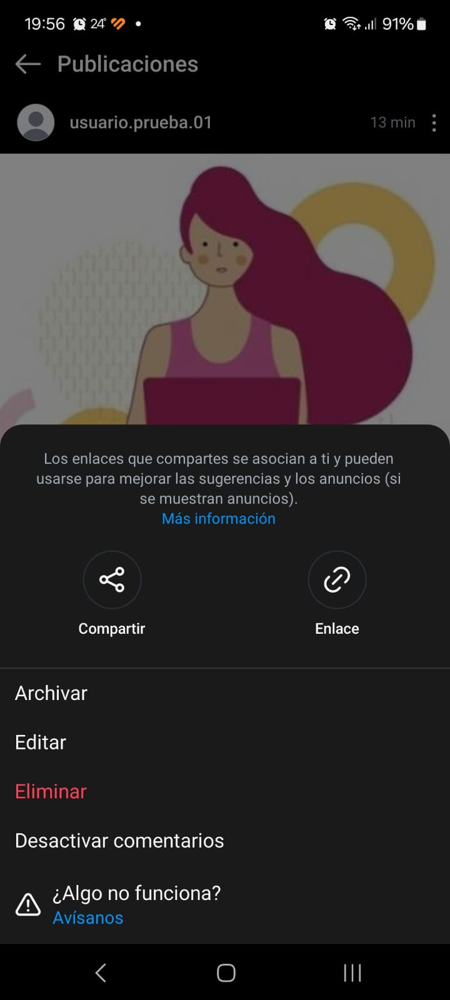 19:56 24° 91%
Publicaciones
usuario.prueba.01 13 min
Los enlaces que compartes se asocian a ti y pueden
usarse para mejorar las sugerencias y los anuncios (si
se muestran anuncios).
Más información
Compartir Enlace
Archivar
Editar
Eliminar
Desactivar comentarios
¿Algo no funciona?
Avísanos